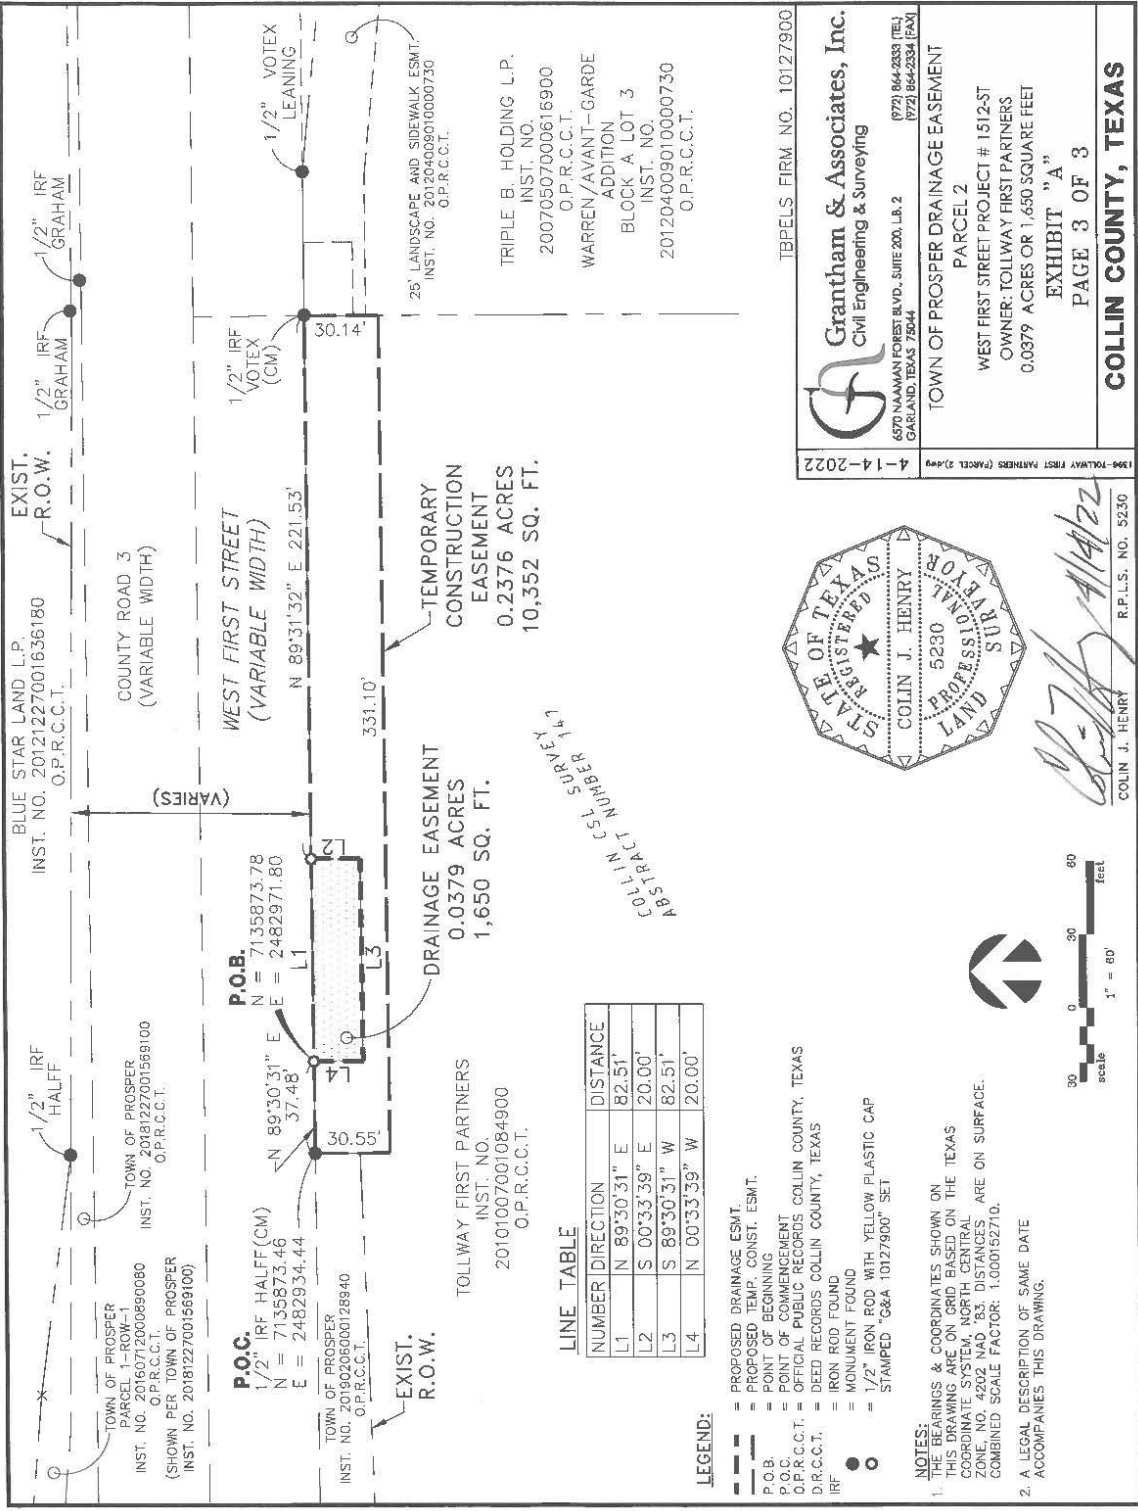 BLUE STAR LAND L.P.
INST. NO. 20121227001636180
O.P.R.C.C.T.
EXIST.
R.O.W.
1/2" IRF
HALFF
1/2" IRF
GRAHAM
1/2" IRF
GRAHAM
TOWN OF PROSPER
PARCEL 1-ROW-1
INST. NO. 20160712000890080
O.P.R.C.C.T.
(SHOWN PER TOWN OF PROSPER
INST. NO. 20181227001569100)
TOWN OF PROSPER
INST. NO. 20181227001569100
O.P.R.C.C.T.
COUNTY ROAD 3
(VARIABLE WIDTH)
(VARIES)
WEST FIRST STREET
(VARIABLE WIDTH)
1/2" IRF
VOTEX
(CM)
1/2" VOTEX
LEANING
P.O.C.
1/2" IRF HALFF(CM)
N = 7135873.46
E = 2482934.44
N 89°30'31" E
37.48'
P.O.B.
N = 7135873.78
E = 2482971.80
L1
L2
L3
L4
N 89°31'32" E 221.53'
30.55'
331.10'
30.14'
TOWN OF PROSPER
INST. NO. 20190206000128940
O.P.R.C.C.T.
EXIST.
R.O.W.
TOLLWAY FIRST PARTNERS
INST. NO.
20101007001084900
O.P.R.C.C.T.
DRAINAGE EASEMENT
0.0379 ACRES
1,650 SQ. FT.
TEMPORARY
CONSTRUCTION
EASEMENT
0.2376 ACRES
10,352 SQ. FT.
25' LANDSCAPE AND SIDEWALK ESMT.
INST. NO. 20120409010000730
O.P.R.C.C.T.
TRIPLE B. HOLDING L.P.
INST. NO.
20070507000616900
O.P.R.C.C.T.
WARREN/AVANT-GARDE
ADDITION
BLOCK A LOT 3
INST. NO.
20120409010000730
O.P.R.C.C.T.
COLLIN CSL SURVEY
ABSTRACT NUMBER 147
LINE TABLE
NUMBER DIRECTION DISTANCE
L1 N 89°30'31" E 82.51'
L2 S 00°33'39" E 20.00'
L3 S 89°30'31" W 82.51'
L4 N 00°33'39" W 20.00'
LEGEND:
= PROPOSED DRAINAGE ESMT.
= PROPOSED TEMP. CONST. ESMT.
P.O.B. = POINT OF BEGINNING
P.O.C. = POINT OF COMMENCEMENT
O.P.R.C.C.T. = OFFICIAL PUBLIC RECORDS COLLIN COUNTY, TEXAS
D.R.C.C.T. = DEED RECORDS COLLIN COUNTY, TEXAS
IRF = IRON ROD FOUND
= MONUMENT FOUND
= 1/2" IRON ROD WITH YELLOW PLASTIC CAP
STAMPED "G&A 10127900" SET
NOTES:
1. THE BEARINGS & COORDINATES SHOWN ON
THIS DRAWING ARE ON GRID BASED ON THE TEXAS
COORDINATE SYSTEM, NORTH CENTRAL
ZONE, NO. 4202 NAD '83. DISTANCES ARE ON SURFACE.
COMBINED SCALE FACTOR: 1.000152710.
2. A LEGAL DESCRIPTION OF SAME DATE
ACCOMPANIES THIS DRAWING.
30 0 30 60
scale 1" = 60' feet
STATE OF TEXAS
REGISTERED
COLIN J. HENRY
5230
PROFESSIONAL
LAND SURVEYOR
4/14/22
COLIN J. HENRY R.P.L.S. NO. 5230
TBPELS FIRM NO. 10127900
Grantham & Associates, Inc.
Civil Engineering & Surveying
6570 NAAMAN FOREST BLVD., SUITE 200, L.B. 2 (972) 864-2333 (TEL)
GARLAND, TEXAS 75044 (972) 864-2334 (FAX)
4-14-2022
1396-TOLLWAY FIRST PARTNERS (PARCEL 2).dwg
TOWN OF PROSPER DRAINAGE EASEMENT
PARCEL 2
WEST FIRST STREET PROJECT # 1512-ST
OWNER: TOLLWAY FIRST PARTNERS
0.0379 ACRES OR 1,650 SQUARE FEET
EXHIBIT "A"
PAGE 3 OF 3
COLLIN COUNTY, TEXAS